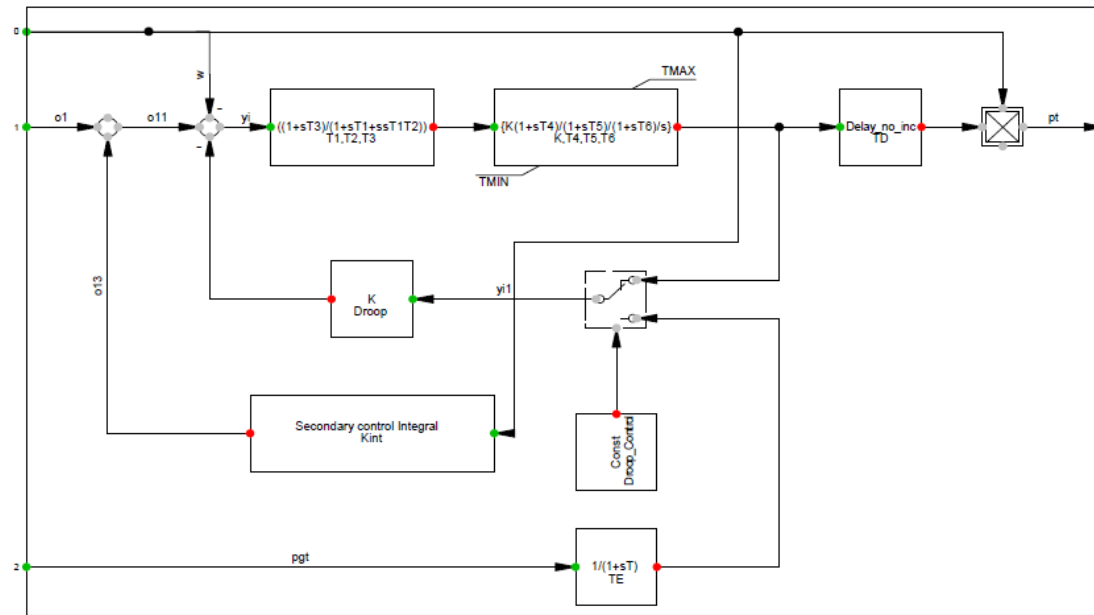 0
TMAX
w
o1
o11
-
yi
1
((1+sT3)/(1+sT1+ssT1T2))
T1,T2,T3
{K(1+sT4)/(1+sT5)/(1+sT6)/s}
K,T4,T5,T6
Delay_no_inc
TD
pt
-
TMIN
o13
K
Droop
yi1
Secondary control Integral
Kint
Const
Droop_Control
pgt
2
1/(1+sT)
TE